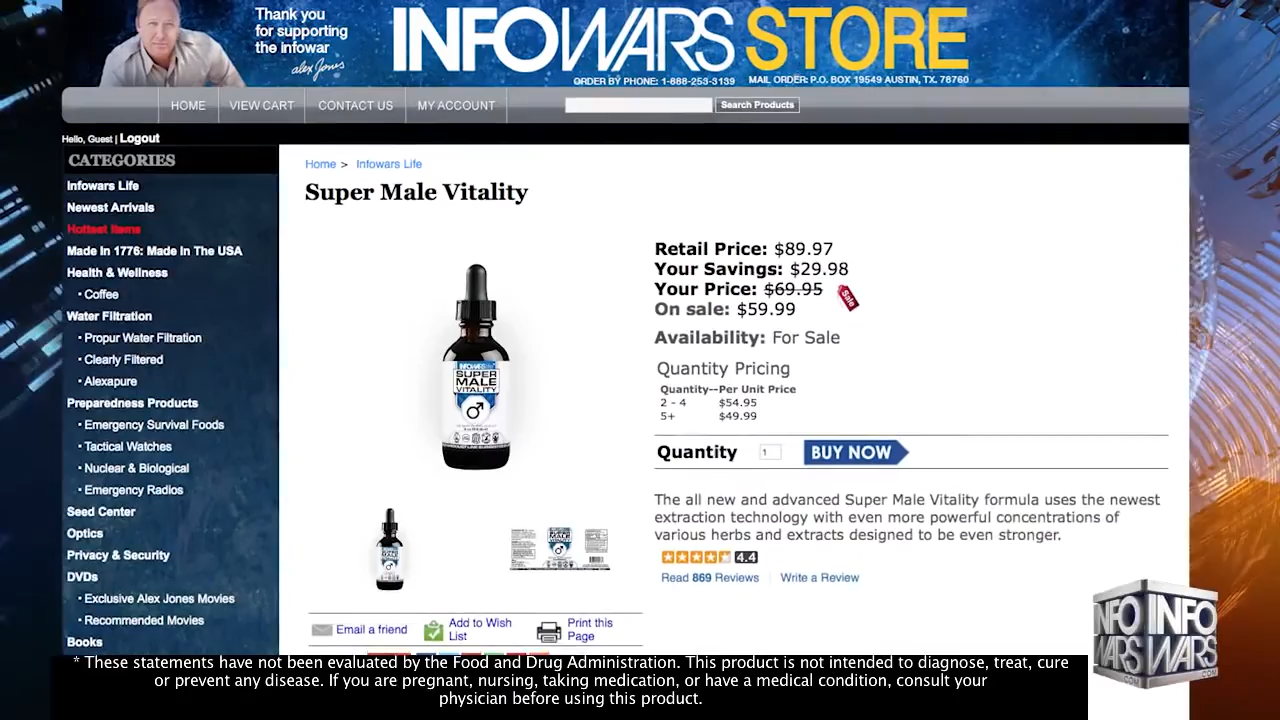 Thank you
for supporting
the infowar
alex Jones
INFOWARS STORE
ORDER BY PHONE: 1-888-253-3139 MAIL ORDER: P.O. BOX 19549 AUSTIN, TX. 78760
HOME VIEW CART CONTACT US MY ACCOUNT Search Products
Hello, Guest | Logout
CATEGORIES
Infowars Life
Newest Arrivals
Hottest Items
Made In 1776: Made In The USA
Health & Wellness
• Coffee
Water Filtration
• Propur Water Filtration
• Clearly Filtered
• Alexapure
Preparedness Products
• Emergency Survival Foods
• Tactical Watches
• Nuclear & Biological
• Emergency Radios
Seed Center
Optics
Privacy & Security
DVDs
• Exclusive Alex Jones Movies
• Recommended Movies
Books
Home > Infowars Life
Super Male Vitality
INFOWARS
SUPER
MALE
VITALITY
Retail Price: $89.97
Your Savings: $29.98
Your Price: $69.95
Sale
On sale: $59.99
Availability: For Sale
Quantity Pricing
Quantity--Per Unit Price
2 - 4 $54.95
5+ $49.99
Quantity 1 BUY NOW
The all new and advanced Super Male Vitality formula uses the newest
extraction technology with even more powerful concentrations of
various herbs and extracts designed to be even stronger.
4.4
Read 869 Reviews Write a Review
Email a friend
Add to Wish
List
Print this
Page
* These statements have not been evaluated by the Food and Drug Administration. This product is not intended to diagnose, treat, cure
or prevent any disease. If you are pregnant, nursing, taking medication, or have a medical condition, consult your
physician before using this product.
INFO INFO
WARS WARS
.COM .COM